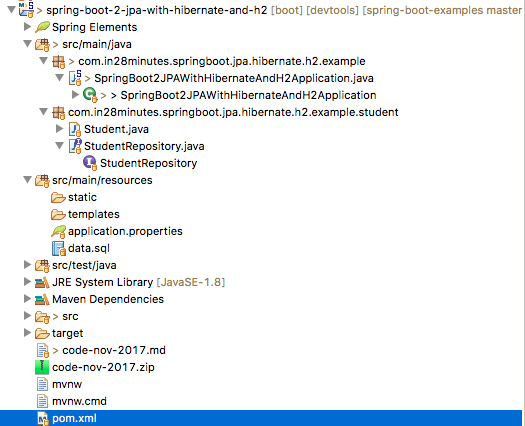 spring-boot-2-jpa-with-hibernate-and-h2 [boot] [devtools] [spring-boot-examples master
Spring Elements
> src/main/java
com.in28minutes.springboot.jpa.hibernate.h2.example
> SpringBoot2JPAWithHibernateAndH2Application.java
> > SpringBoot2JPAWithHibernateAndH2Application
com.in28minutes.springboot.jpa.hibernate.h2.example.student
Student.java
StudentRepository.java
StudentRepository
src/main/resources
static
templates
application.properties
data.sql
src/test/java
JRE System Library [JavaSE-1.8]
Maven Dependencies
> src
target
> code-nov-2017.md
code-nov-2017.zip
mvnw
mvnw.cmd
pom.xml